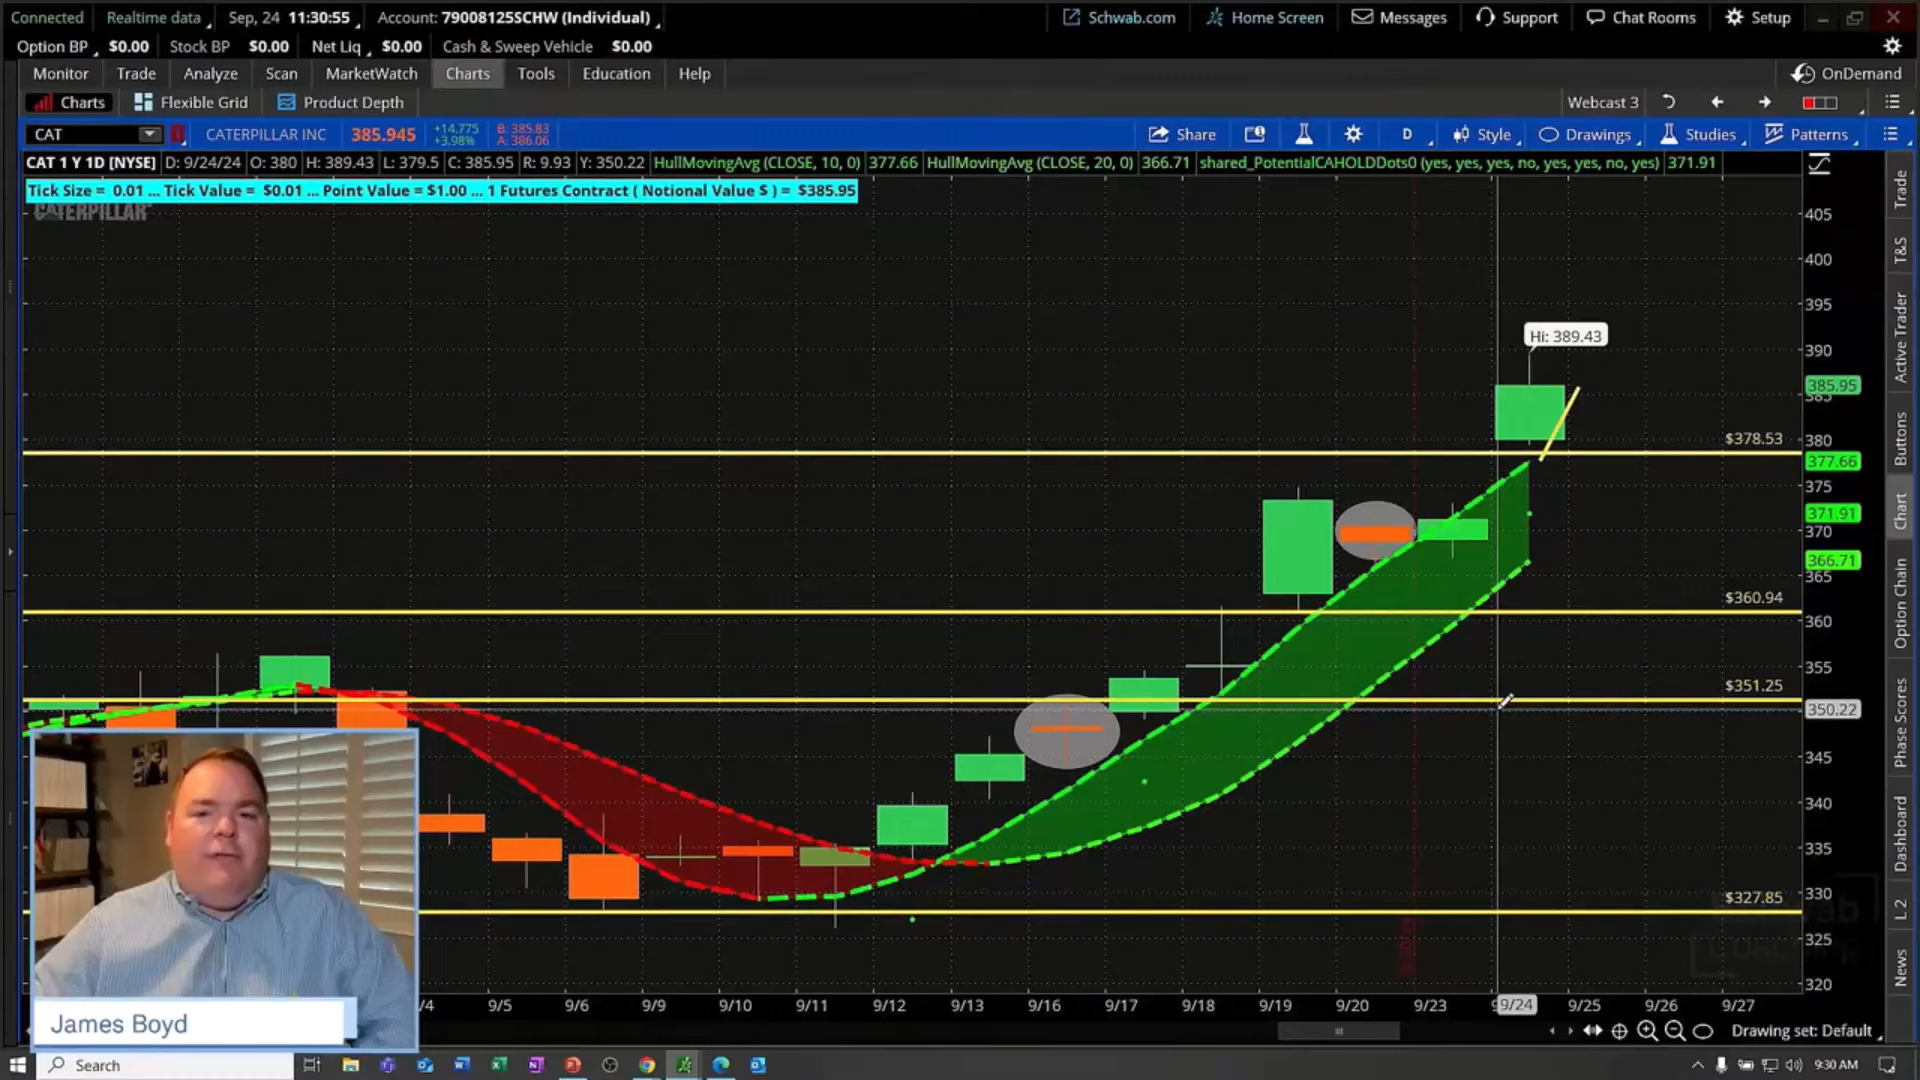 Connected Realtime data Sep, 24 11:30:55 Account: 79008125SCHW (Individual) Schwab.com Home Screen Messages Support Chat Rooms Setup
Option BP $0.00 Stock BP $0.00 Net Liq $0.00 Cash & Sweep Vehicle $0.00
Monitor Trade Analyze Scan MarketWatch Charts Tools Education Help OnDemand
Charts Flexible Grid Product Depth Webcast 3
CAT CATERPILLAR INC 385.945 +14.775 +3.98% B: 385.83 A: 386.06 Share D Style Drawings Studies Patterns
CAT 1 Y 1D [NYSE] D: 9/24/24 O: 380 H: 389.43 L: 379.5 C: 385.95 R: 9.93 Y: 350.22 HullMovingAvg (CLOSE, 10, 0) 377.66 HullMovingAvg (CLOSE, 20, 0) 366.71 shared_PotentialCAHOLDDots0 (yes, yes, yes, no, yes, yes, no, yes) 371.91
Tick Size = 0.01 ... Tick Value = $0.01 ... Point Value = $1.00 ... 1 Futures Contract ( Notional Value $ ) = $385.95
CATERPILLAR
405
400
395
Hi: 389.43
390
385.95
385
$378.53
380
377.66
375
371.91
370
366.71
365
$360.94
360
355
$351.25
350.22
345
340
335
$327.85
330
325
320
Trade
T&S
Active Trader
Buttons
Chart
Option Chain
Phase Scores
Dashboard
L 2
News
James Boyd
/4 9/5 9/6 9/9 9/10 9/11 9/12 9/13 9/16 9/17 9/18 9/19 9/20 9/23 9/24 9/25 9/26 9/27
Drawing set: Default
Search
9:30 AM